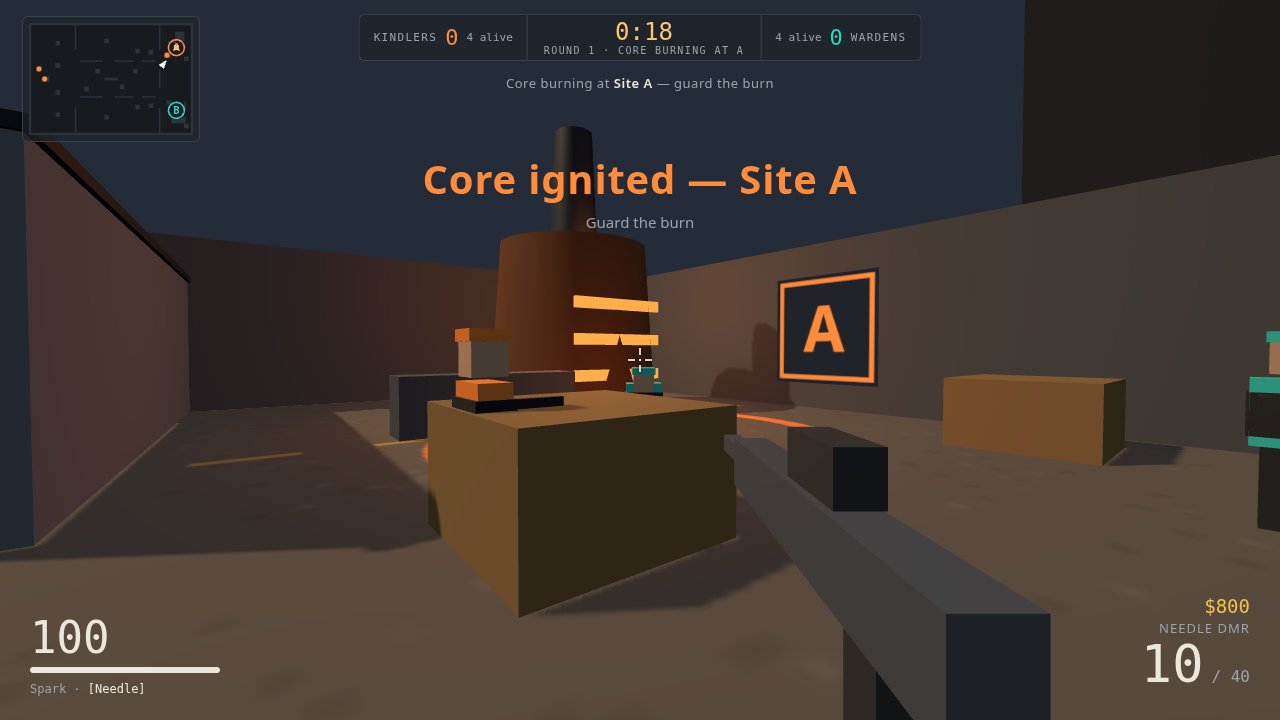 A
B
KINDLERS 0 4 alive
0:18
ROUND 1 · CORE BURNING AT A
4 alive 0 WARDENS
Core burning at Site A — guard the burn
Core ignited — Site A
Guard the burn
A
100
Spark · [Needle]
$800
NEEDLE DMR
10 / 40